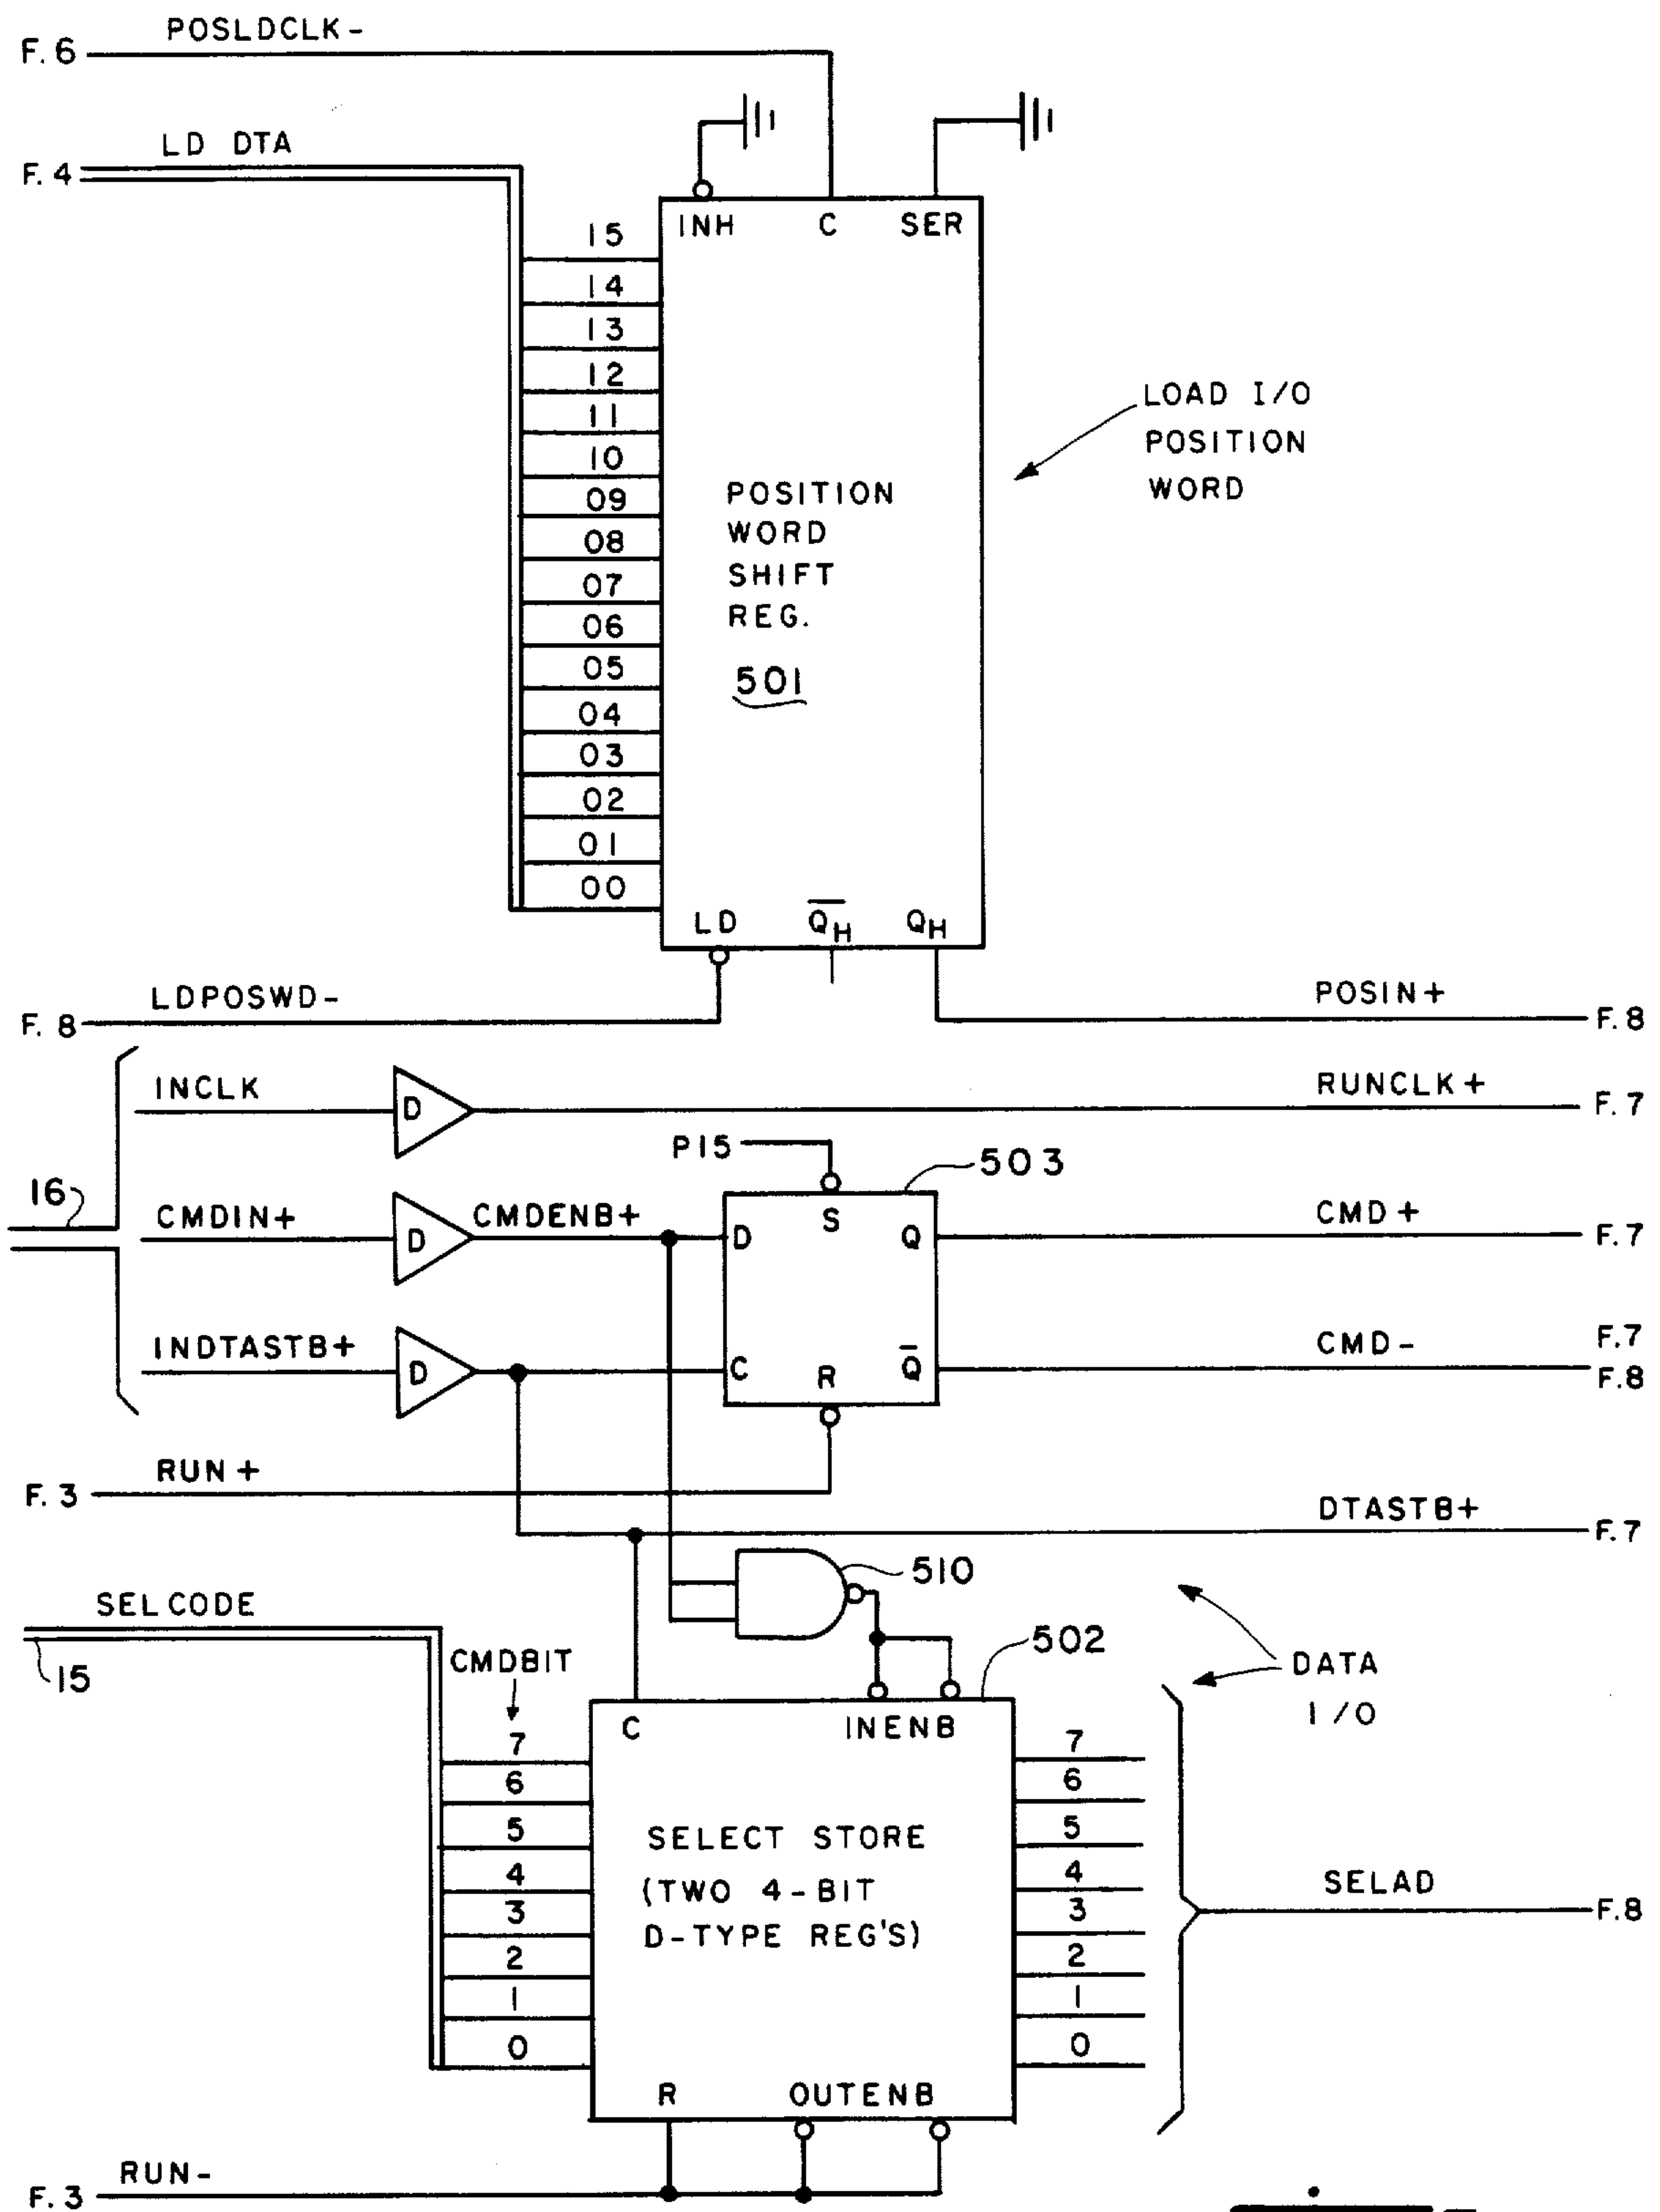 POSLDCLK-
F. 6
LD DTA
F. 4
INH C SER
15
14
13
12
11
10
09
08
07
06
05
04
03
02
01
00
POSITION
WORD
SHIFT
REG.
501
LOAD I/O
POSITION
WORD
LD Q̅H QH
LDPOSWD-
F. 8
POSIN+
F.8
INCLK
D
RUNCLK+
F. 7
P15
503
16
CMDIN+
D
CMDENB+
D S Q
CMD+
F. 7
INDTASTB+
D
C R Q̅
CMD-
F.7
F.8
RUN+
F. 3
DTASTB+
F.7
510
SELCODE
15
CMDBIT
502
DATA
I/O
C INENB
7
6
5
4
3
2
1
0
SELECT STORE
(TWO 4-BIT
D-TYPE REG'S)
7
6
5
4
3
2
1
0
SELAD
F.8
R OUTENB
RUN-
F. 3